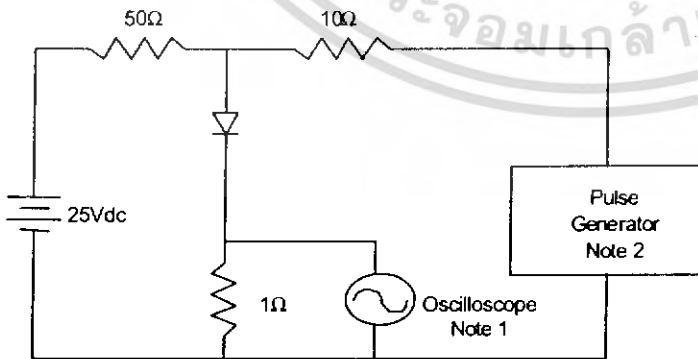 50Ω
10Ω
25Vdc
1Ω
Oscilloscope
Note 1
Pulse
Generator
Note 2